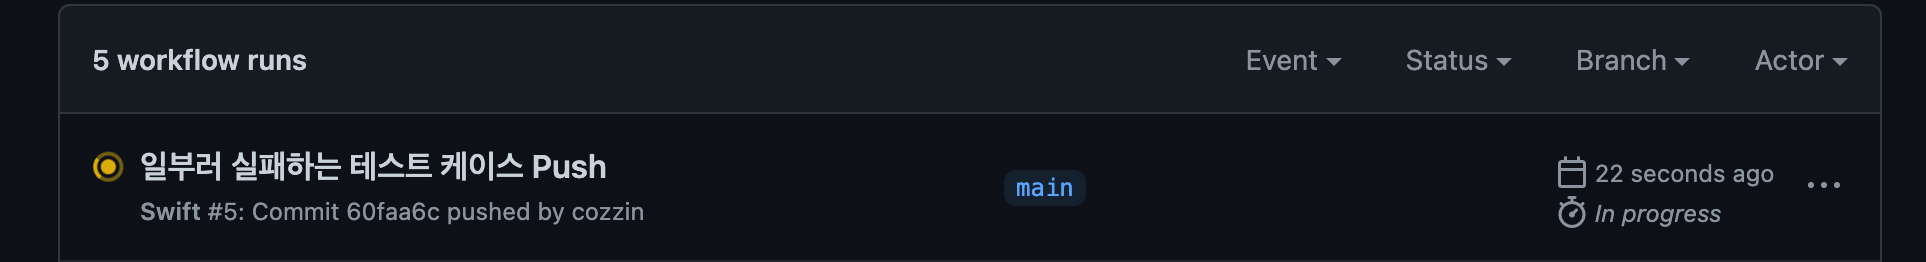 5 workflow runs
Event
Status
Branch
Actor
일부러 실패하는 테스트 케이스 Push
Swift #5: Commit 60faa6c pushed by cozzin
main
22 seconds ago
In progress